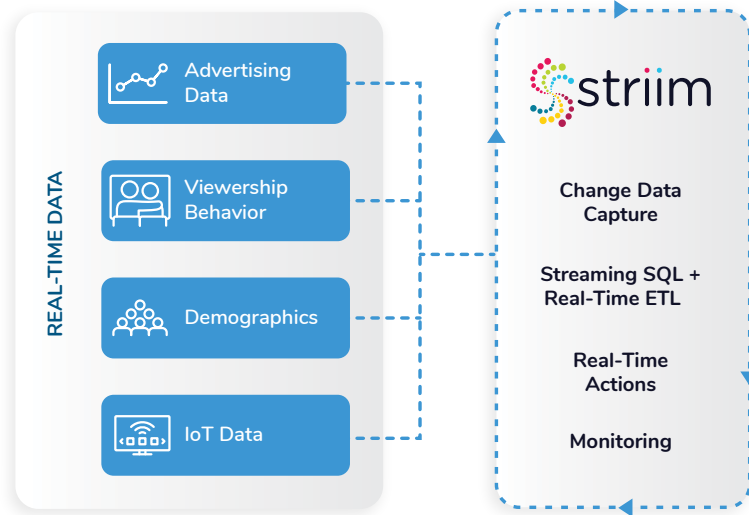 REAL-TIME DATA
Advertising
Data
Viewership
Behavior
Demographics
IoT Data
striim
Change Data
Capture
Streaming SQL +
Real-Time ETL
Real-Time
Actions
Monitoring